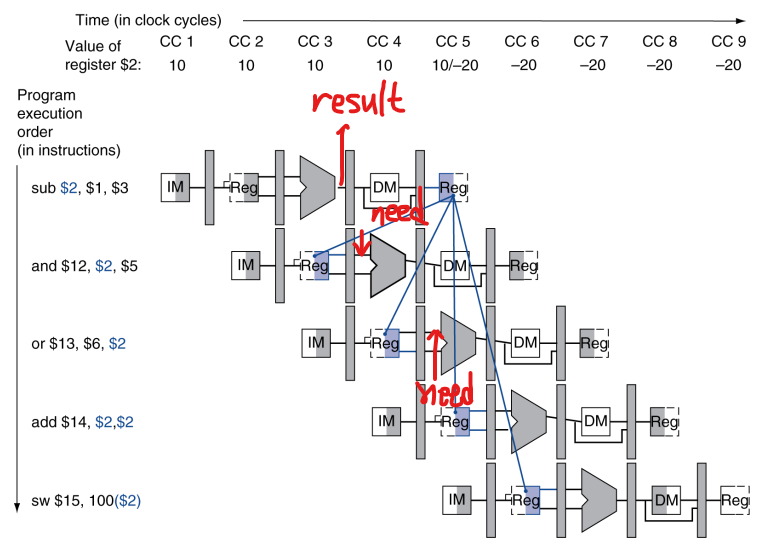 Time (in clock cycles)
Value of register $2:
CC 1 CC 2 CC 3 CC 4 CC 5 CC 6 CC 7 CC 8 CC 9
10 10 10 10 10/–20 –20 –20 –20 –20
Program
execution
order
(in instructions)
result
sub $2, $1, $3
IM Reg DM Reg
need
and $12, $2, $5
IM Reg DM Reg
or $13, $6, $2
IM Reg DM Reg
need
add $14, $2,$2
IM Reg DM Reg
sw $15, 100($2)
IM Reg DM Reg